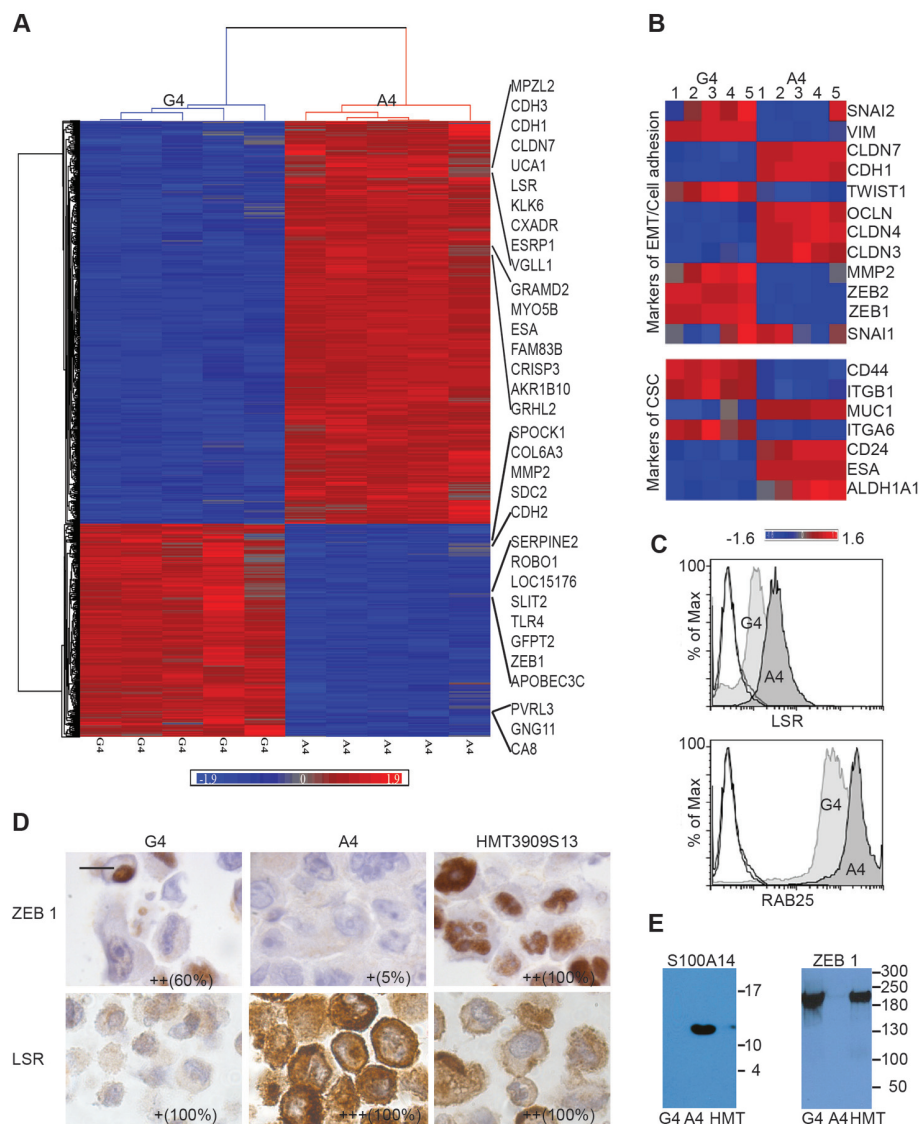 A
G4
A4
MPZL2
CDH3
CDH1
CLDN7
UCA1
LSR
KLK6
CXADR
ESRP1
VGLL1
GRAMD2
MYO5B
ESA
FAM83B
CRISP3
AKR1B10
GRHL2
SPOCK1
COL6A3
MMP2
SDC2
CDH2
SERPINE2
ROBO1
LOC15176
SLIT2
TLR4
GFPT2
ZEB1
APOBEC3C
PVRL3
GNG11
CA8
G4 G4 G4 G4 G4 A4 A4 A4 A4 A4
-1.9 0 1.9
B
G4 A4
1 2 3 4 5 1 2 3 4 5
Markers of EMT/Cell adhesion
SNAI2
VIM
CLDN7
CDH1
TWIST1
OCLN
CLDN4
CLDN3
MMP2
ZEB2
ZEB1
SNAI1
Markers of CSC
CD44
ITGB1
MUC1
ITGA6
CD24
ESA
ALDH1A1
-1.6 1.6
C
100
% of Max
G4
A4
LSR
100
% of Max
G4
A4
RAB25
D
G4 A4 HMT3909S13
ZEB 1
++(60%) +(5%) ++(100%)
LSR
+(100%) +++(100%) ++(100%)
E
S100A14
-17
-10
-4
G4 A4 HMT
ZEB 1
-300
-250
-180
-130
-100
-50
G4 A4 HMT